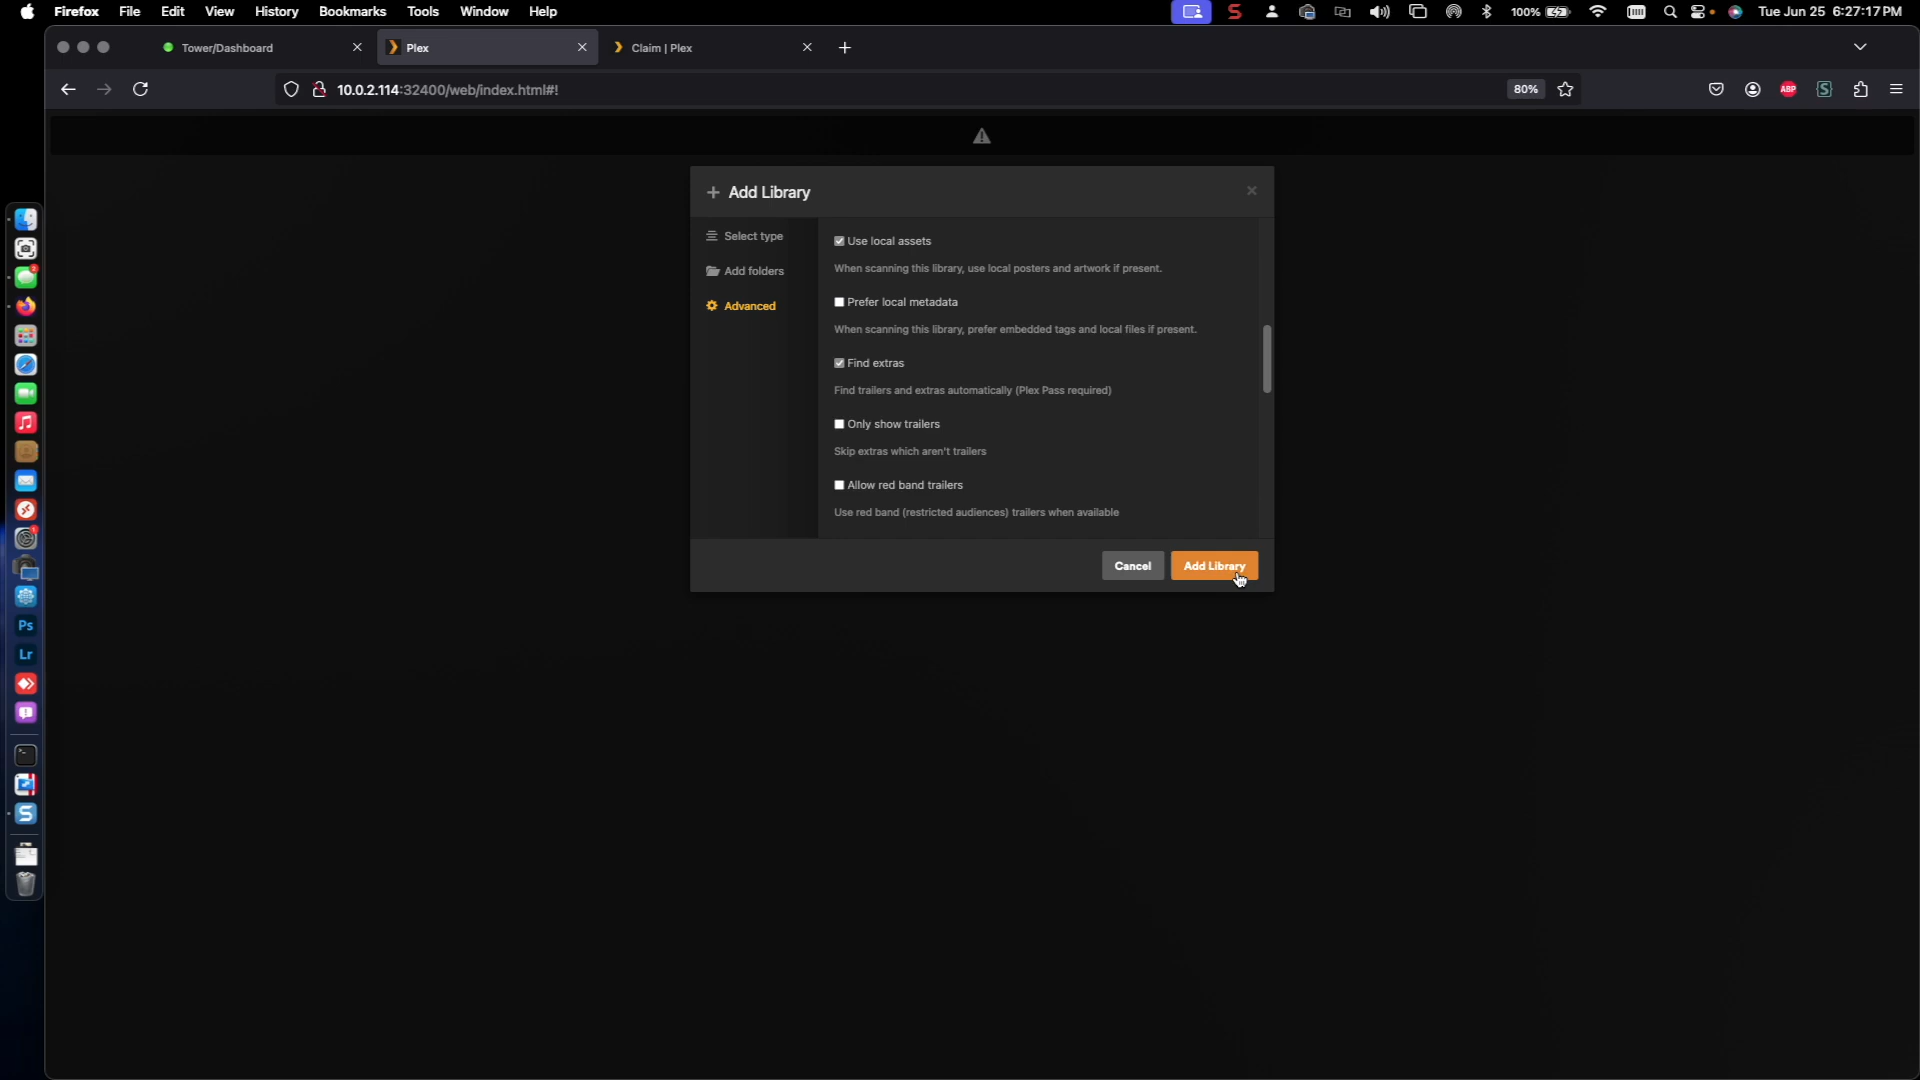 Firefox File Edit View History Bookmarks Tools Window Help 100% Tue Jun 25 6:27:17 PM
Tower/Dashboard Plex Claim | Plex
10.0.2.114:32400/web/index.html#! 80% ABP S
Add Library
Select type
Add folders
Advanced
Use local assets
When scanning this library, use local posters and artwork if present.
Prefer local metadata
When scanning this library, prefer embedded tags and local files if present.
Find extras
Find trailers and extras automatically (Plex Pass required)
Only show trailers
Skip extras which aren't trailers
Allow red band trailers
Use red band (restricted audiences) trailers when available
Cancel Add Library
Ps
Lr